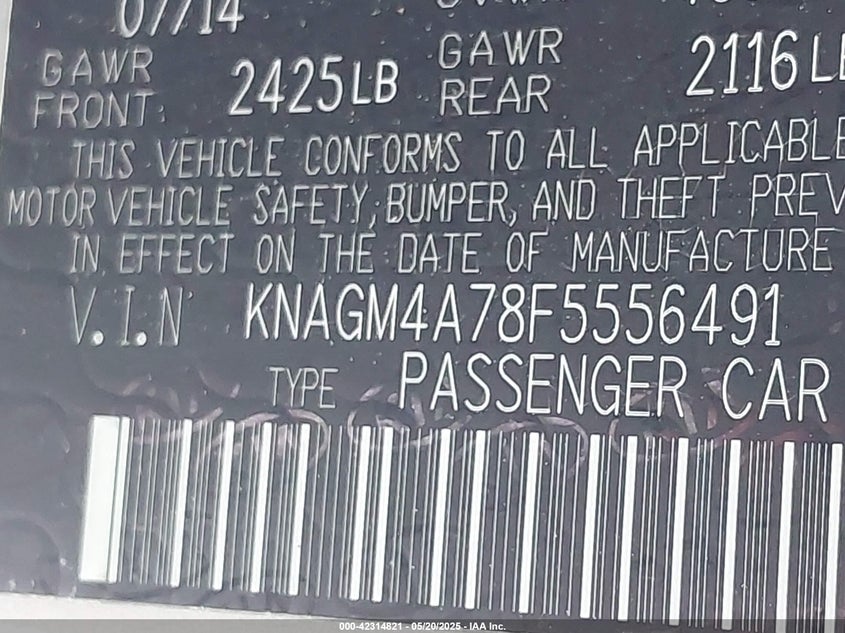 07/14
GAWR FRONT: 2425LB GAWR REAR 2116
THIS VEHICLE CONFORMS TO ALL APPLICABLE
MOTOR VEHICLE SAFETY, BUMPER, AND THEFT
IN EFFECT ON THE DATE OF MANUFACTURE
V.I.N KNAGM4A78F5556491
TYPE PASSENGER CAR
000-42314821 - 05/20/2025 - IAA Inc.